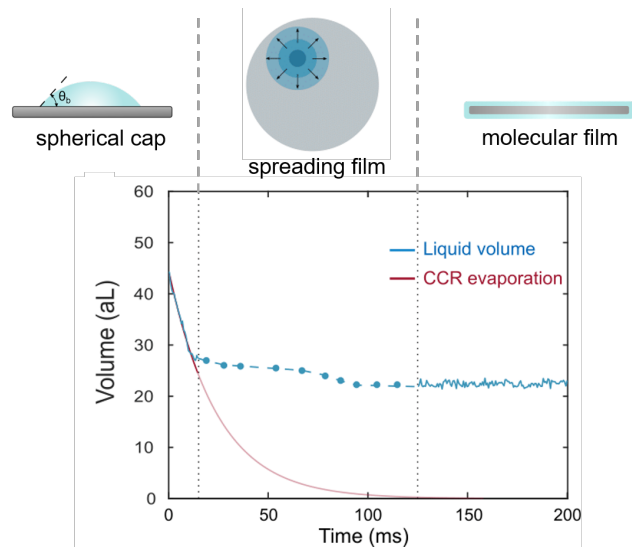 θb
spherical cap
spreading film
molecular film
Liquid volume
CCR evaporation
Volume (aL)
60
50
40
30
20
10
0
0
50
100
150
200
Time (ms)